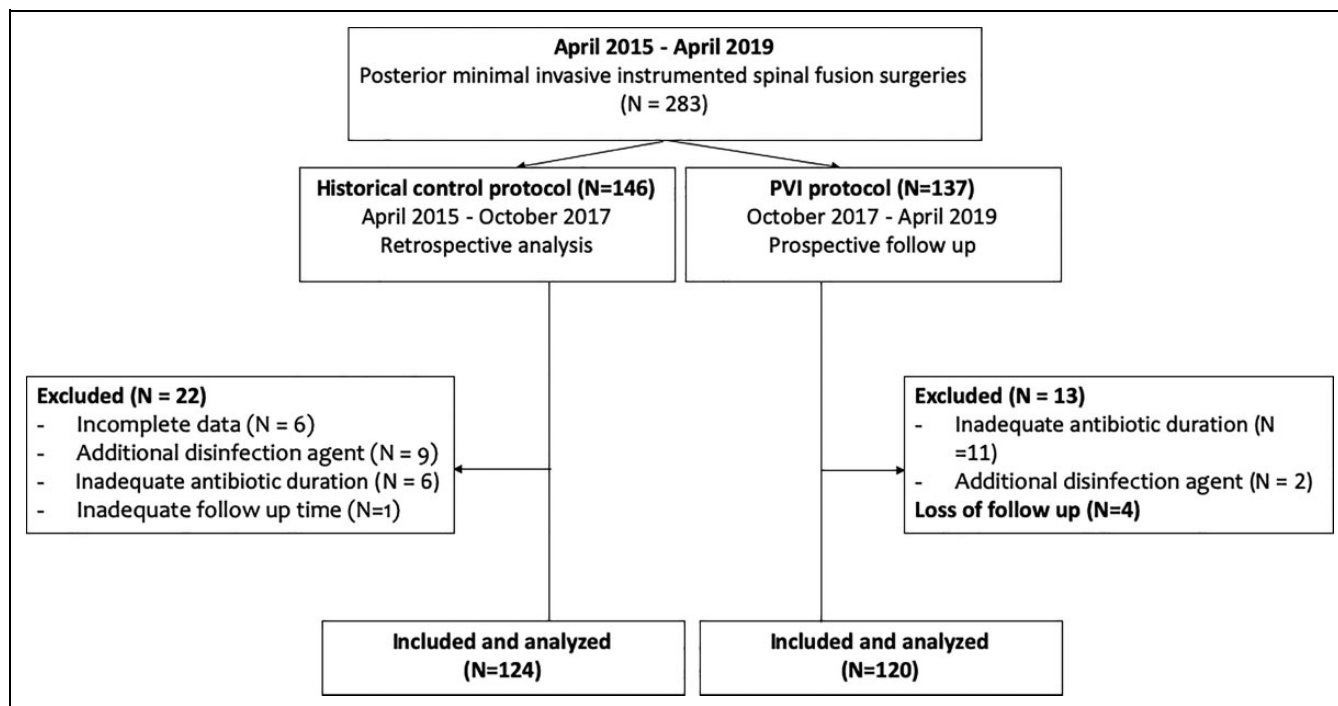 April 2015 - April 2019
Posterior minimal invasive instrumented spinal fusion surgeries
(N = 283)
Historical control protocol (N=146)
April 2015 - October 2017
Retrospective analysis
PVI protocol (N=137)
October 2017 - April 2019
Prospective follow up
Excluded (N = 22)
- Incomplete data (N = 6)
- Additional disinfection agent (N = 9)
- Inadequate antibiotic duration (N = 6)
- Inadequate follow up time (N=1)
Excluded (N = 13)
- Inadequate antibiotic duration (N
=11)
- Additional disinfection agent (N = 2)
Loss of follow up (N=4)
Included and analyzed
(N=124)
Included and analyzed
(N=120)